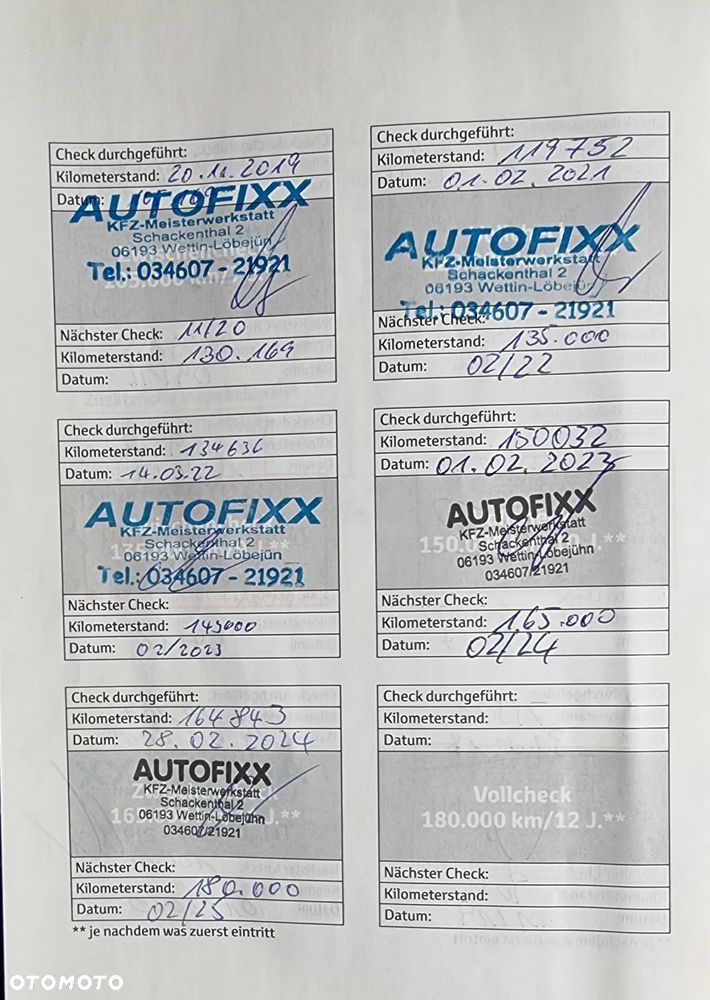 Check durchgeführt:
Kilometerstand: 20.11.2019
Datum:
AUTOFIXX
KFZ-Meisterwerkstatt
Schackenthal 2
06193 Wettin-Löbejün
Tel.: 034607 - 21921
Nächster Check: 11/20
Kilometerstand: 130.169
Datum:
Check durchgeführt:
Kilometerstand: 119752
Datum: 01.02.2021
AUTOFIXX
KFZ-Meisterwerkstatt
Schackenthal 2
06193 Wettin-Löbejün
Tel.: 034607 - 21921
Nächster Check:
Kilometerstand: 135.000
Datum: 02/22
Check durchgeführt:
Kilometerstand: 134636
Datum: 14.03.22
AUTOFIXX
KFZ-Meisterwerkstatt
Schackenthal 2
06193 Wettin-Löbejün
Tel.: 034607 - 21921
Nächster Check:
Kilometerstand: 145000
Datum: 02/2023
Check durchgeführt:
Kilometerstand: 150032
Datum: 01.02.2023
AUTOFIXX
KFZ-Meisterwerkstatt
Schackenthal 2
06193 Wettin-Löbejühn
034607/21921
Nächster Check:
Kilometerstand: 165.000
Datum: 02/24
Check durchgeführt:
Kilometerstand: 164843
Datum: 28.02.2024
AUTOFIXX
KFZ-Meisterwerkstatt
Schackenthal 2
06193 Wettin-Löbejühn
034607/21921
Nächster Check:
Kilometerstand: 180.000
Datum: 02/25
Check durchgeführt:
Kilometerstand:
Datum:
Vollcheck
180.000 km/12 J.**
Nächster Check:
Kilometerstand:
Datum:
** je nachdem was zuerst eintritt
OTOMOTO